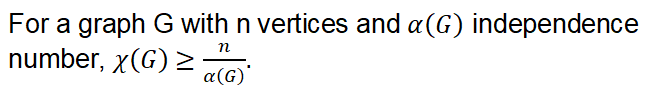 For a graph G with n vertices and α(G) independence
number, χ(G) ≥ n/α(G).